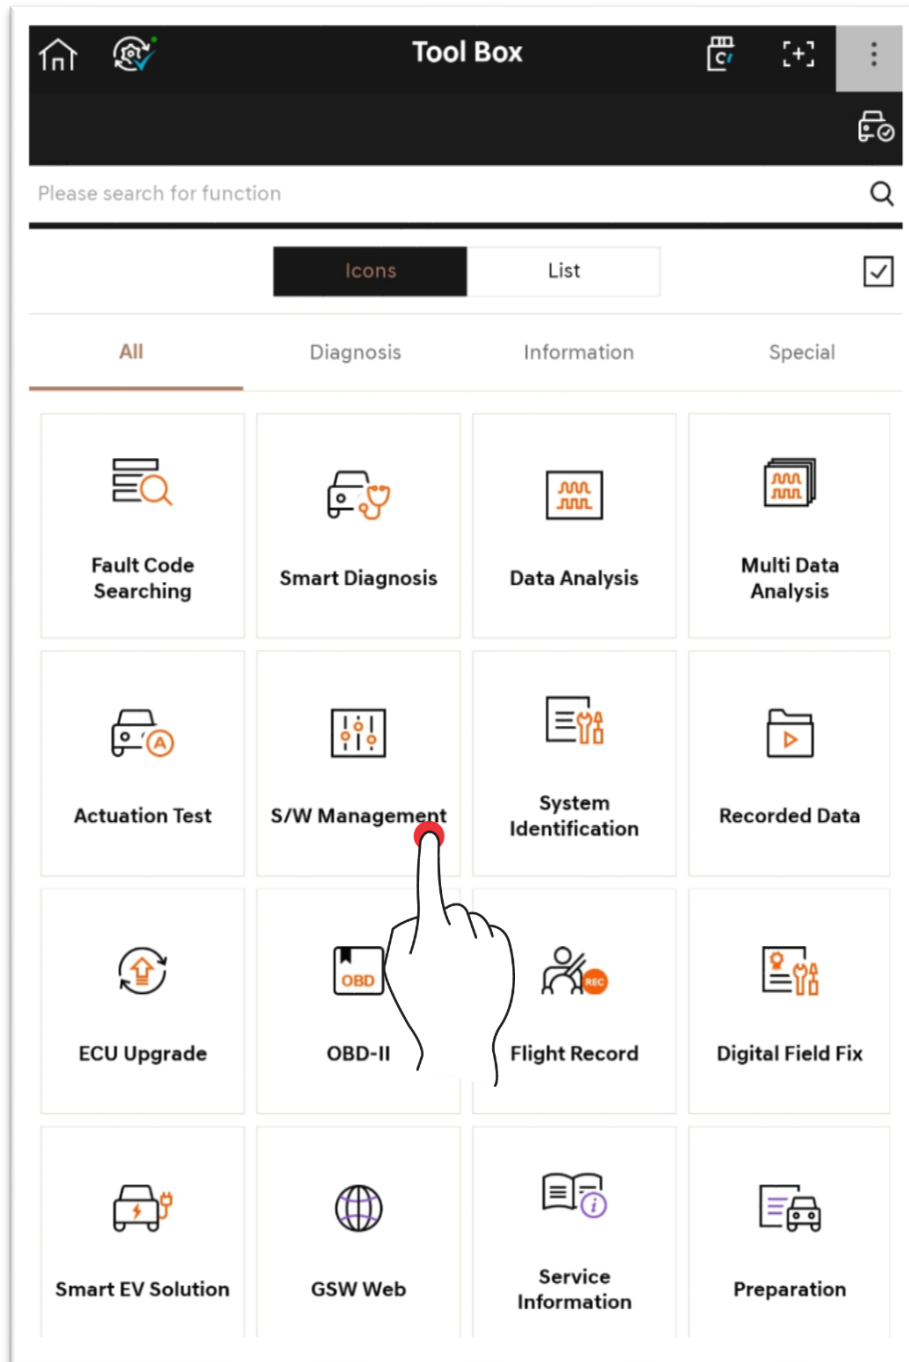 Tool Box
Please search for function
Icons
List
All
Diagnosis
Information
Special
Fault Code
Searching
Smart Diagnosis
Data Analysis
Multi Data
Analysis
Actuation Test
S/W Management
System
Identification
Recorded Data
A
ECU Upgrade
OBD
OBD-II
REC
Flight Record
Digital Field Fix
Smart EV Solution
GSW Web
i
Service
Information
Preparation